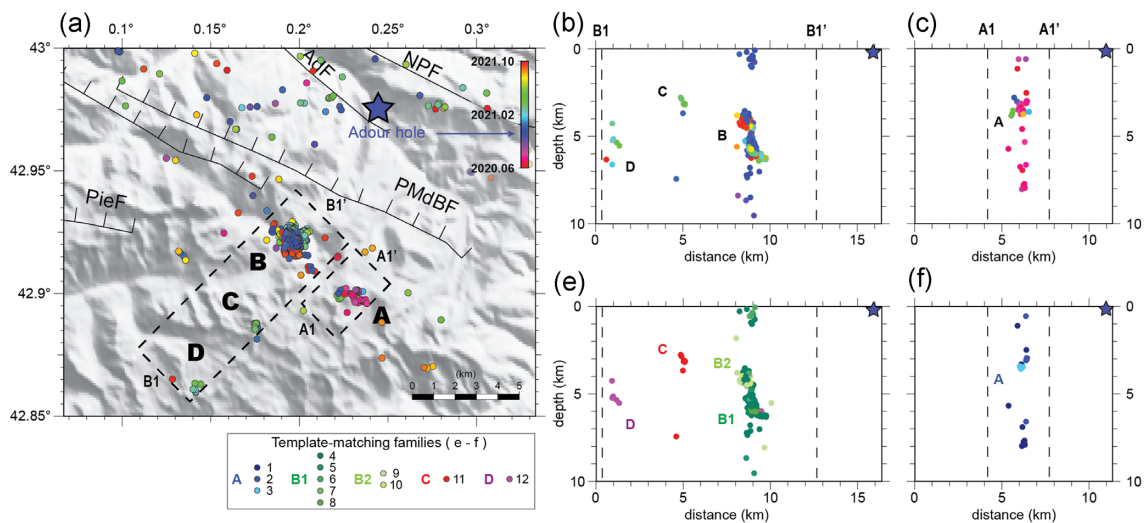 (a)
0.1° 0.15° 0.2° 0.25° 0.3°
43°
42.95°
42.9°
42.85°
AdF
NPF
2021.10
2021.02
2020.06
Adour hole
PieF
PMdBF
B1'
A1'
B
C
D
A
A1
B1
(km)
0 1 2 3 4 5
Template-matching families ( e - f )
A
1
2
3
B1
4
5
6
7
8
B2
9
10
C
11
D
12
(b)
B1 B1'
0
5
10
depth (km)
C
B
D
0 5 10 15
distance (km)
(c)
A1 A1'
0
5
10
depth (km)
A
0 5 10
distance (km)
(e)
0
5
10
depth (km)
C
B2
B1
D
0 5 10 15
distance (km)
(f)
0
5
10
depth (km)
A
0 5 10
distance (km)